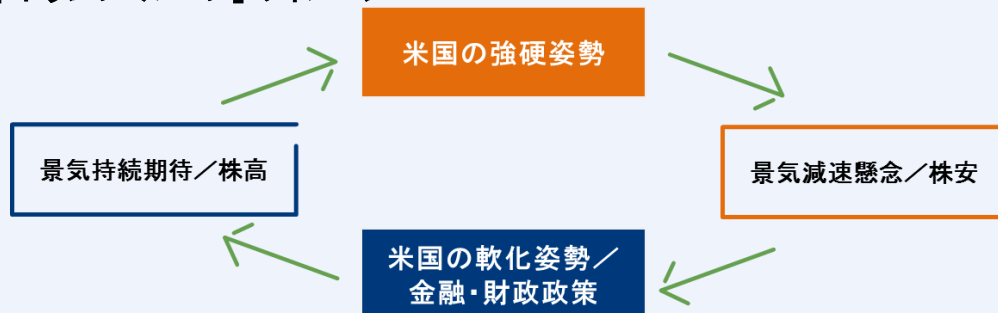 米国の強硬姿勢
景気持続期待／株高
景気減速懸念／株安
米国の軟化姿勢／
金融・財政政策